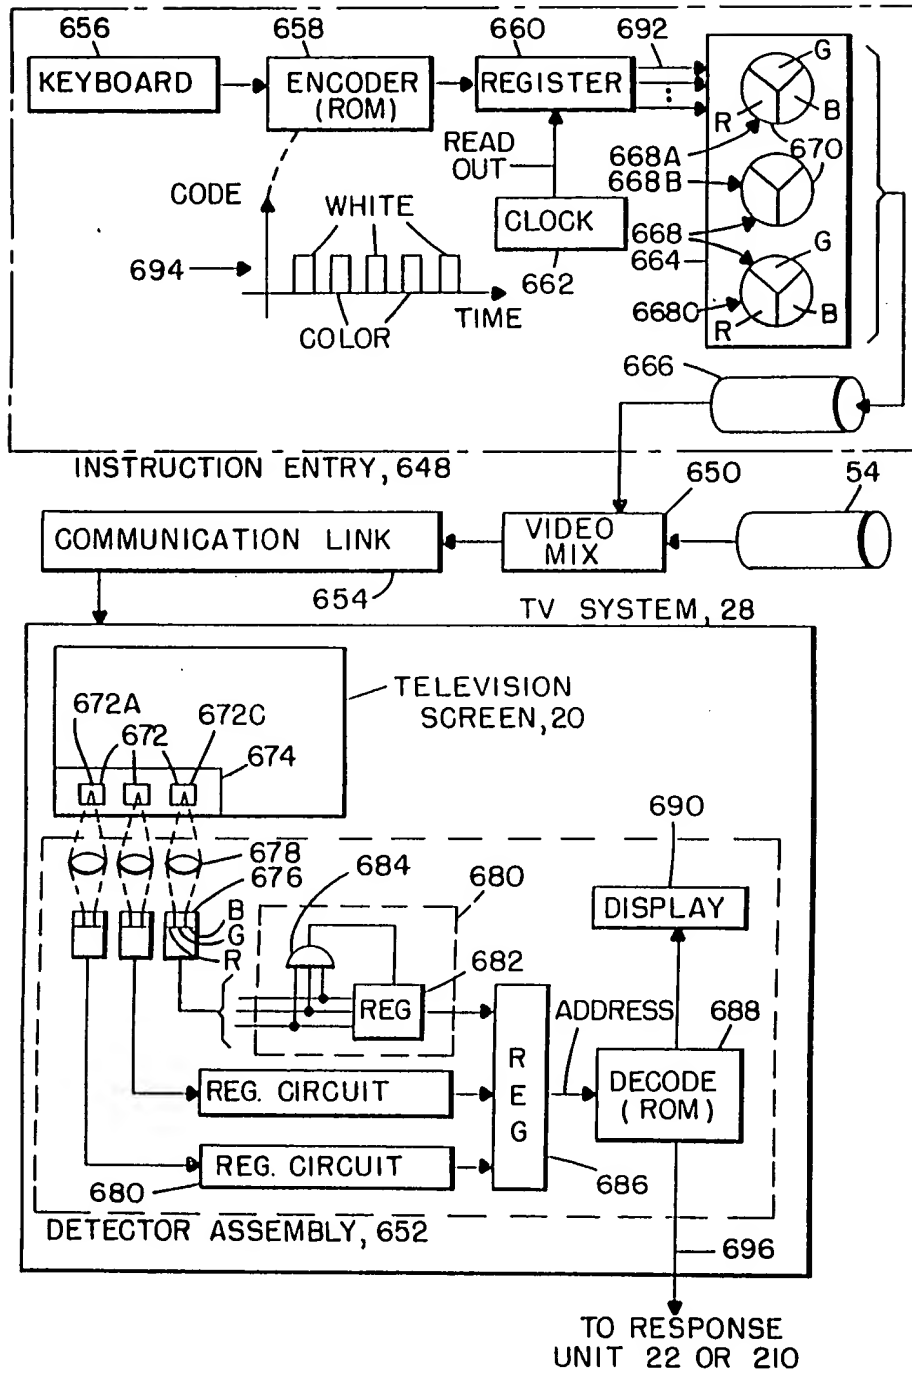 656
658
660
692
KEYBOARD
ENCODER
(ROM)
REGISTER
G
R
B
READ
OUT
668A
670
668B
CODE
WHITE
CLOCK
668
664
G
694
662
668C
R
B
TIME
COLOR
666
INSTRUCTION ENTRY, 648
650
54
COMMUNICATION LINK
VIDEO
MIX
654
TV SYSTEM, 28
TELEVISION
SCREEN, 20
672A
672
672C
674
690
678
684
680
676
B
G
R
DISPLAY
682
REG
ADDRESS
688
REG
DECODE
(ROM)
REG. CIRCUIT
REG. CIRCUIT
680
686
DETECTOR ASSEMBLY, 652
696
TO RESPONSE
UNIT 22 OR 210